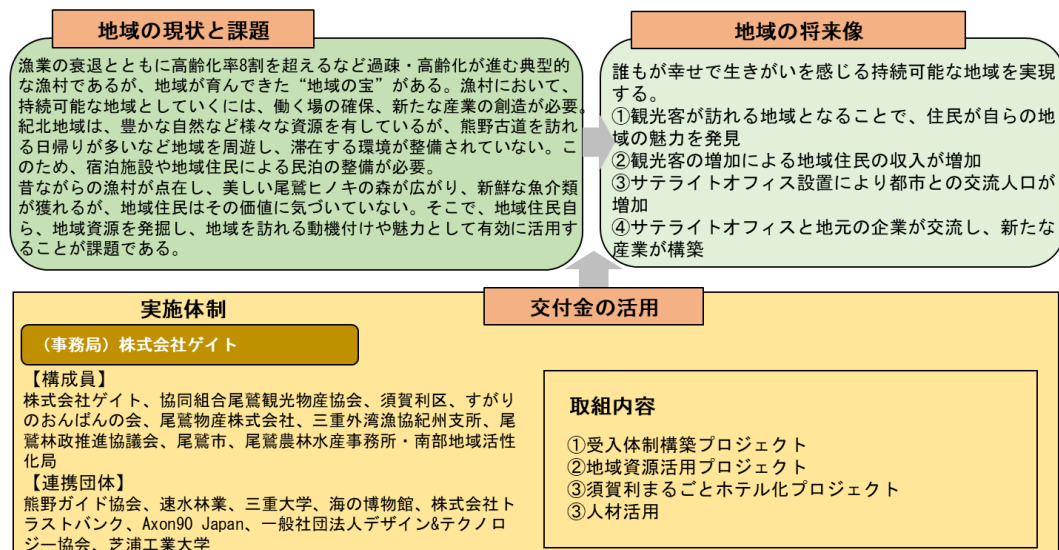 地域の現状と課題
漁業の衰退とともに高齢化率8割を超えるなど過疎・高齢化が進む典型的
な漁村であるが、地域が育んできた“地域の宝”がある。漁村において、
持続可能な地域としていくには、働く場の確保、新たな産業の創造が必要。
紀北地域は、豊かな自然など様々な資源を有しているが、熊野古道を訪れ
る日帰りが多いなど地域を周遊し、滞在する環境が整備されていない。こ
のため、宿泊施設や地域住民による民泊の整備が必要。
昔ながらの漁村が点在し、美しい尾鷲ヒノキの森が広がり、新鮮な魚介類
が獲れるが、地域住民はその価値に気づいていない。そこで、地域住民自
ら、地域資源を発掘し、地域を訪れる動機付けや魅力として有効に活用す
ることが課題である。
地域の将来像
誰もが幸せで生きがいを感じる持続可能な地域を実現
する。
①観光客が訪れる地域となることで、住民が自らの地
域の魅力を発見
②観光客の増加による地域住民の収入が増加
③サテライトオフィス設置により都市との交流人口が
増加
④サテライトオフィスと地元の企業が交流し、新たな
産業が構築
交付金の活用
実施体制
（事務局）株式会社ゲイト
【構成員】
株式会社ゲイト、協同組合尾鷲観光物産協会、須賀利区、すがり
のおんばんの会、尾鷲物産株式会社、三重外湾漁協紀州支所、尾
鷲林政推進協議会、尾鷲市、尾鷲農林水産事務所・南部地域活性
化局
【連携団体】
熊野ガイド協会、速水林業、三重大学、海の博物館、株式会社ト
ラストバンク、Axon90 Japan、一般社団法人デザイン&テクノロ
ジー協会、芝浦工業大学
取組内容
①受入体制構築プロジェクト
②地域資源活用プロジェクト
③須賀利まるごとホテル化プロジェクト
③人材活用